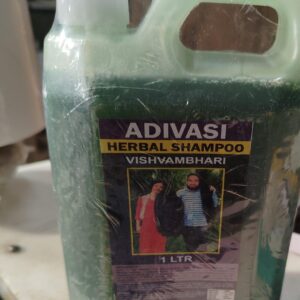 ADIVASI
HERBAL SHAMPOO
VISHVAMBHARI
1 LTR